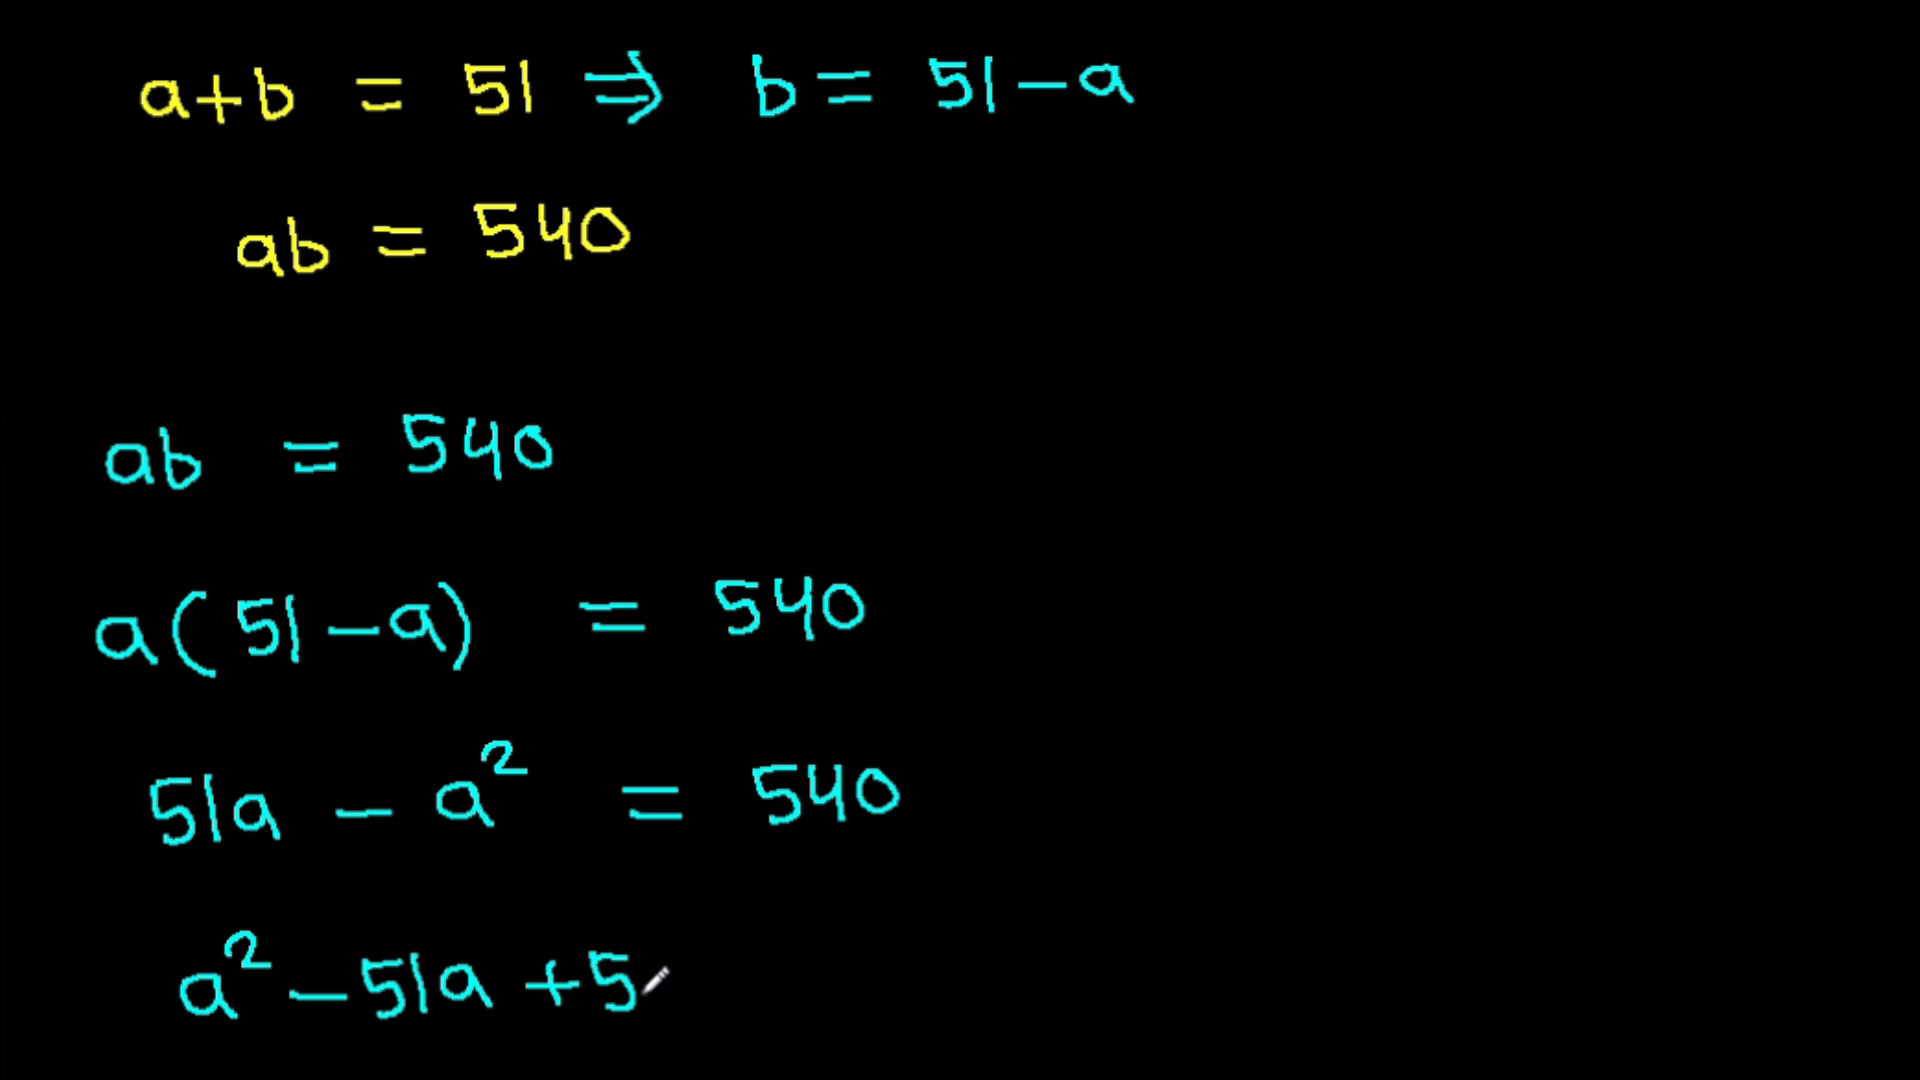 a+b = 51 ⇒ b = 51 - a
ab = 540
ab = 540
a(51-a) = 540
51a - a² = 540
a² - 51a + 5